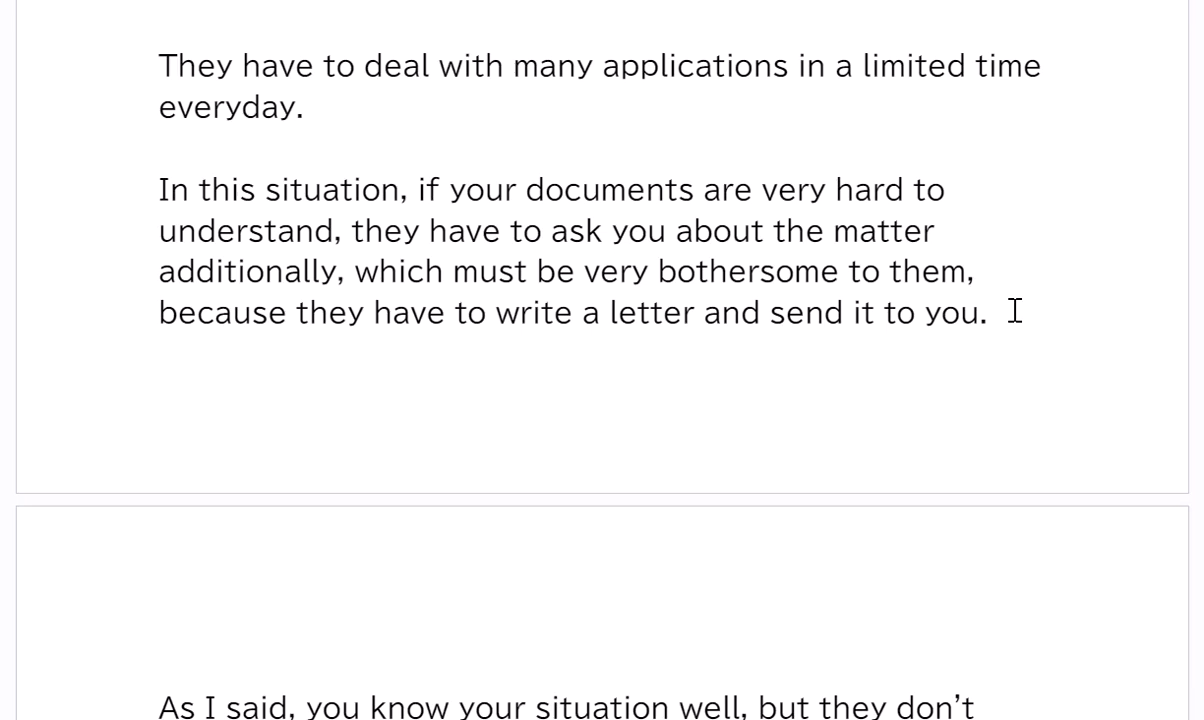 They have to deal with many applications in a limited time
everyday.
In this situation, if your documents are very hard to
understand, they have to ask you about the matter
additionally, which must be very bothersome to them,
because they have to write a letter and send it to you.
As I said, you know your situation well, but they don’t